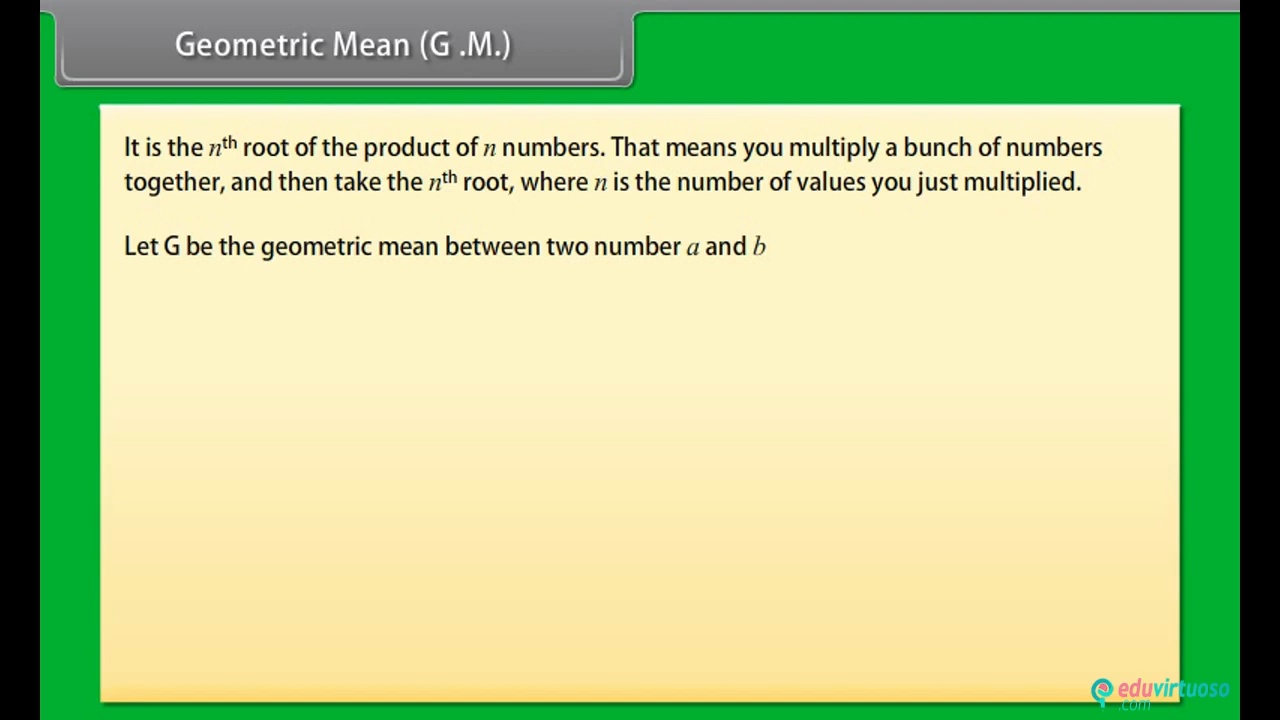 Geometric Mean (G .M.)
It is the nth root of the product of n numbers. That means you multiply a bunch of numbers
together, and then take the nth root, where n is the number of values you just multiplied.
Let G be the geometric mean between two number a and b
eduvirtuoso
.com